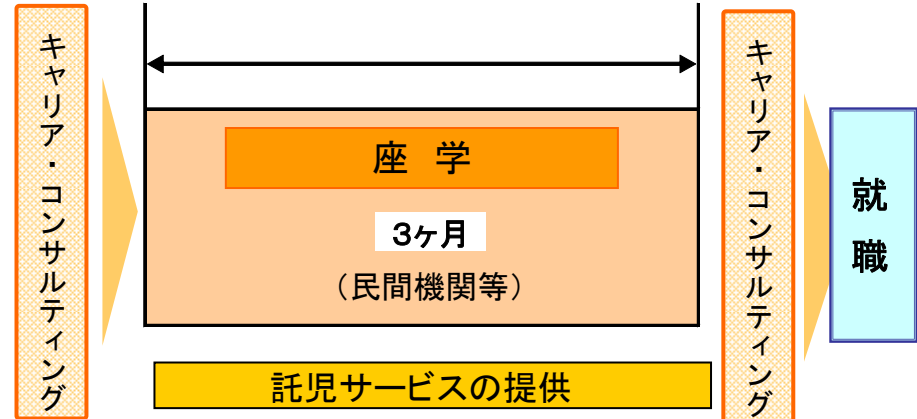 キャリア・コンサルティング
座 学
3ヶ月
（民間機関等）
託児サービスの提供
キャリア・コンサルティング
就職